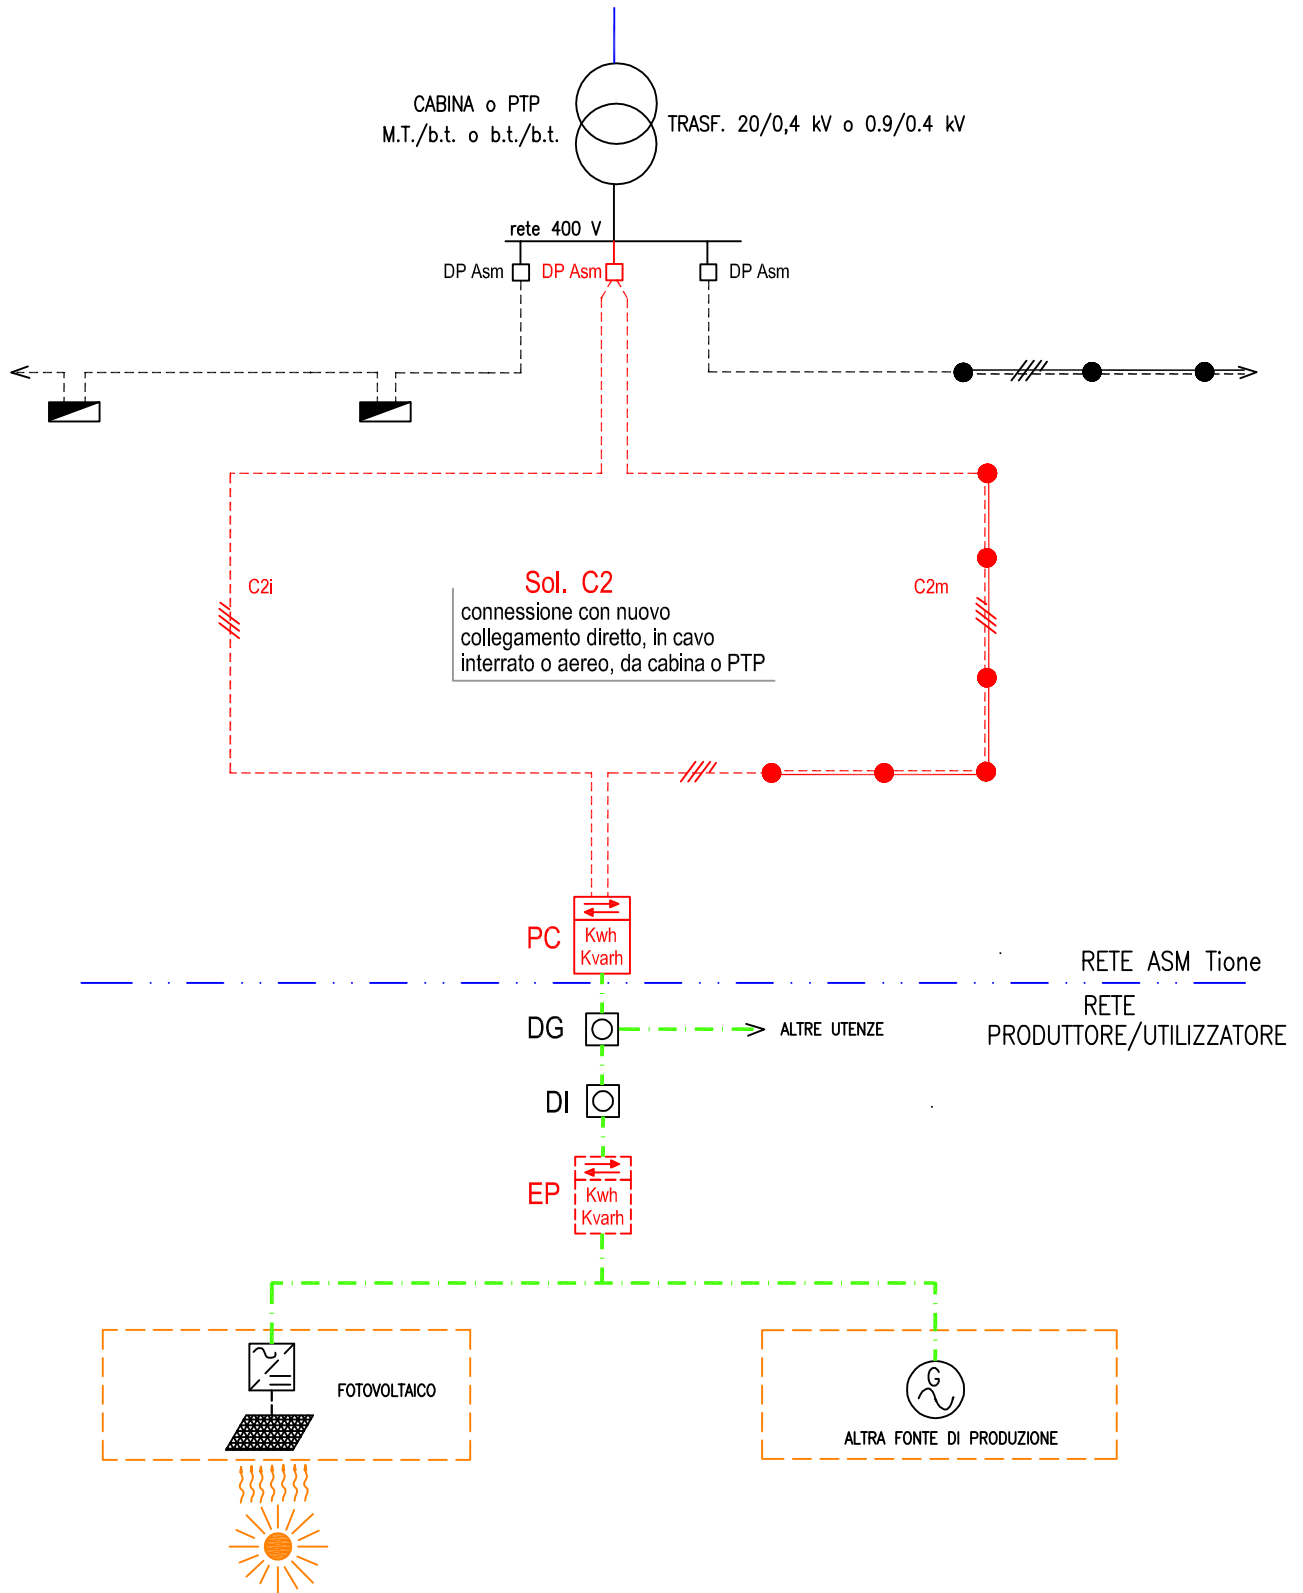 CABINA o PTP
M.T./b.t. o b.t./b.t.
TRASF. 20/0,4 kV o 0.9/0.4 kV
rete 400 V
DP Asm
DP Asm
DP Asm
C2i
Sol. C2
connessione con nuovo
collegamento diretto, in cavo
interrato o aereo, da cabina o PTP
C2m
PC
Kwh
Kvarh
RETE ASM Tione
RETE
PRODUTTORE/UTILIZZATORE
DG
ALTRE UTENZE
DI
EP
Kwh
Kvarh
FOTOVOLTAICO
G
ALTRA FONTE DI PRODUZIONE